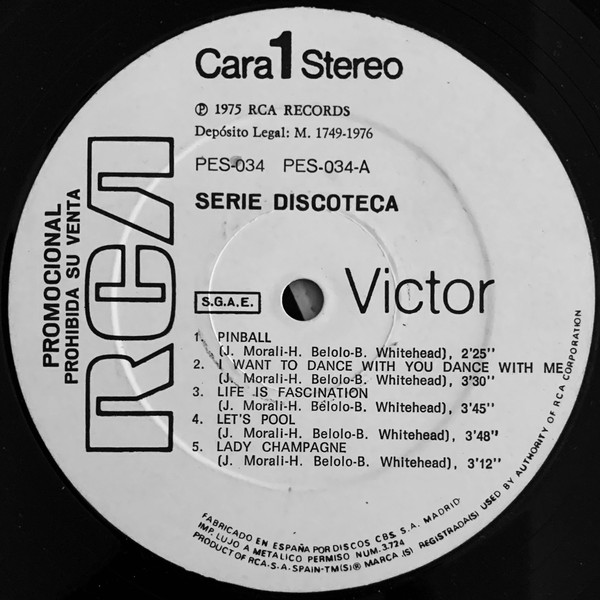 Cara 1 Stereo
℗ 1975 RCA RECORDS
Depósito Legal: M. 1749-1976
PES-034 PES-034-A
SERIE DISCOTECA
PROMOCIONAL
PROHIBIDA SU VENTA
RCA
S.G.A.E.
Victor
1. PINBALL
(J. Morali-H. Belolo-B. Whitehead), 2'25''
2. I WANT TO DANCE WITH YOU DANCE WITH ME
(J. Morali-H. Belolo-B. Whitehead), 3'30''
3. LIFE IS FASCINATION
(J. Morali-H. Belolo-B. Whitehead), 3'45''
4. LET'S POOL
(J. Morali-H. Belolo-B. Whitehead), 3'48''
5. LADY CHAMPAGNE
(J. Morali-H. Belolo-B. Whitehead), 3'12''
FABRICADO EN ESPAÑA POR DISCOS CBS. S.A. MADRID.
IMP. LUJO A METALICO PERMISO NUM. 3.724
PRODUCT OF RCA.S.A. SPAIN-TM(S)® MARCA (S) REGISTRADA(S) USED BY AUTHORITY OF RCA CORPORATION